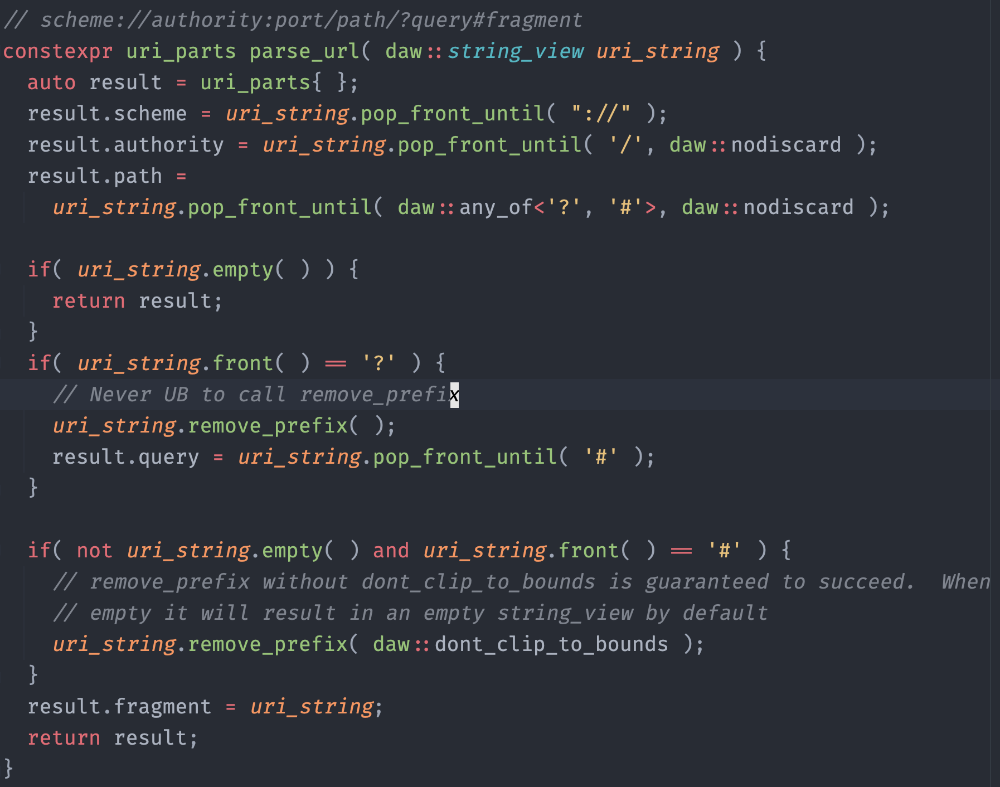 // scheme://authority:port/path/?query#fragment
constexpr uri_parts parse_url( daw::string_view uri_string ) {
  auto result = uri_parts{ };
  result.scheme = uri_string.pop_front_until( "://" );
  result.authority = uri_string.pop_front_until( '/', daw::nodiscard );
  result.path =
    uri_string.pop_front_until( daw::any_of<'?', '#'>, daw::nodiscard );

  if( uri_string.empty( ) ) {
    return result;
  }
  if( uri_string.front( ) == '?' ) {
    // Never UB to call remove_prefix
    uri_string.remove_prefix( );
    result.query = uri_string.pop_front_until( '#' );
  }

  if( not uri_string.empty( ) and uri_string.front( ) == '#' ) {
    // remove_prefix without dont_clip_to_bounds is guaranteed to succeed.  When
    // empty it will result in an empty string_view by default
    uri_string.remove_prefix( daw::dont_clip_to_bounds );
  }
  result.fragment = uri_string;
  return result;
}